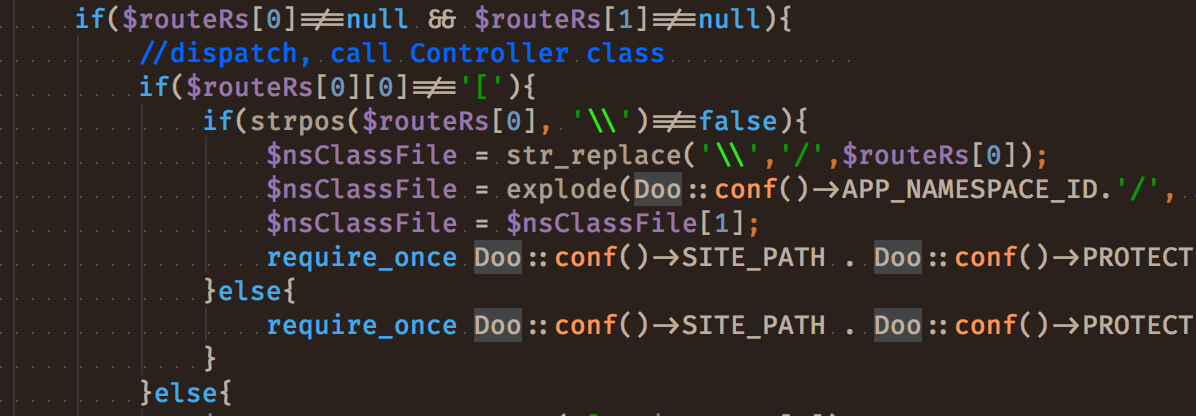 if($routeRs[0]!==null && $routeRs[1]!==null){
//dispatch, call Controller class
if($routeRs[0][0]!=='['){
if(strpos($routeRs[0], '\\')!==false){
$nsClassFile = str_replace('\\','/',$routeRs[0]);
$nsClassFile = explode(Doo::conf()->APP_NAMESPACE_ID.'/',
$nsClassFile = $nsClassFile[1];
require_once Doo::conf()->SITE_PATH . Doo::conf()->PROTECT
}else{
require_once Doo::conf()->SITE_PATH . Doo::conf()->PROTECT
}
}else{